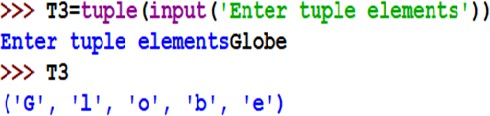 >>> T3=tuple(input('Enter tuple elements'))
Enter tuple elementsGlobe
>>> T3
('G', 'l', 'o', 'b', 'e')